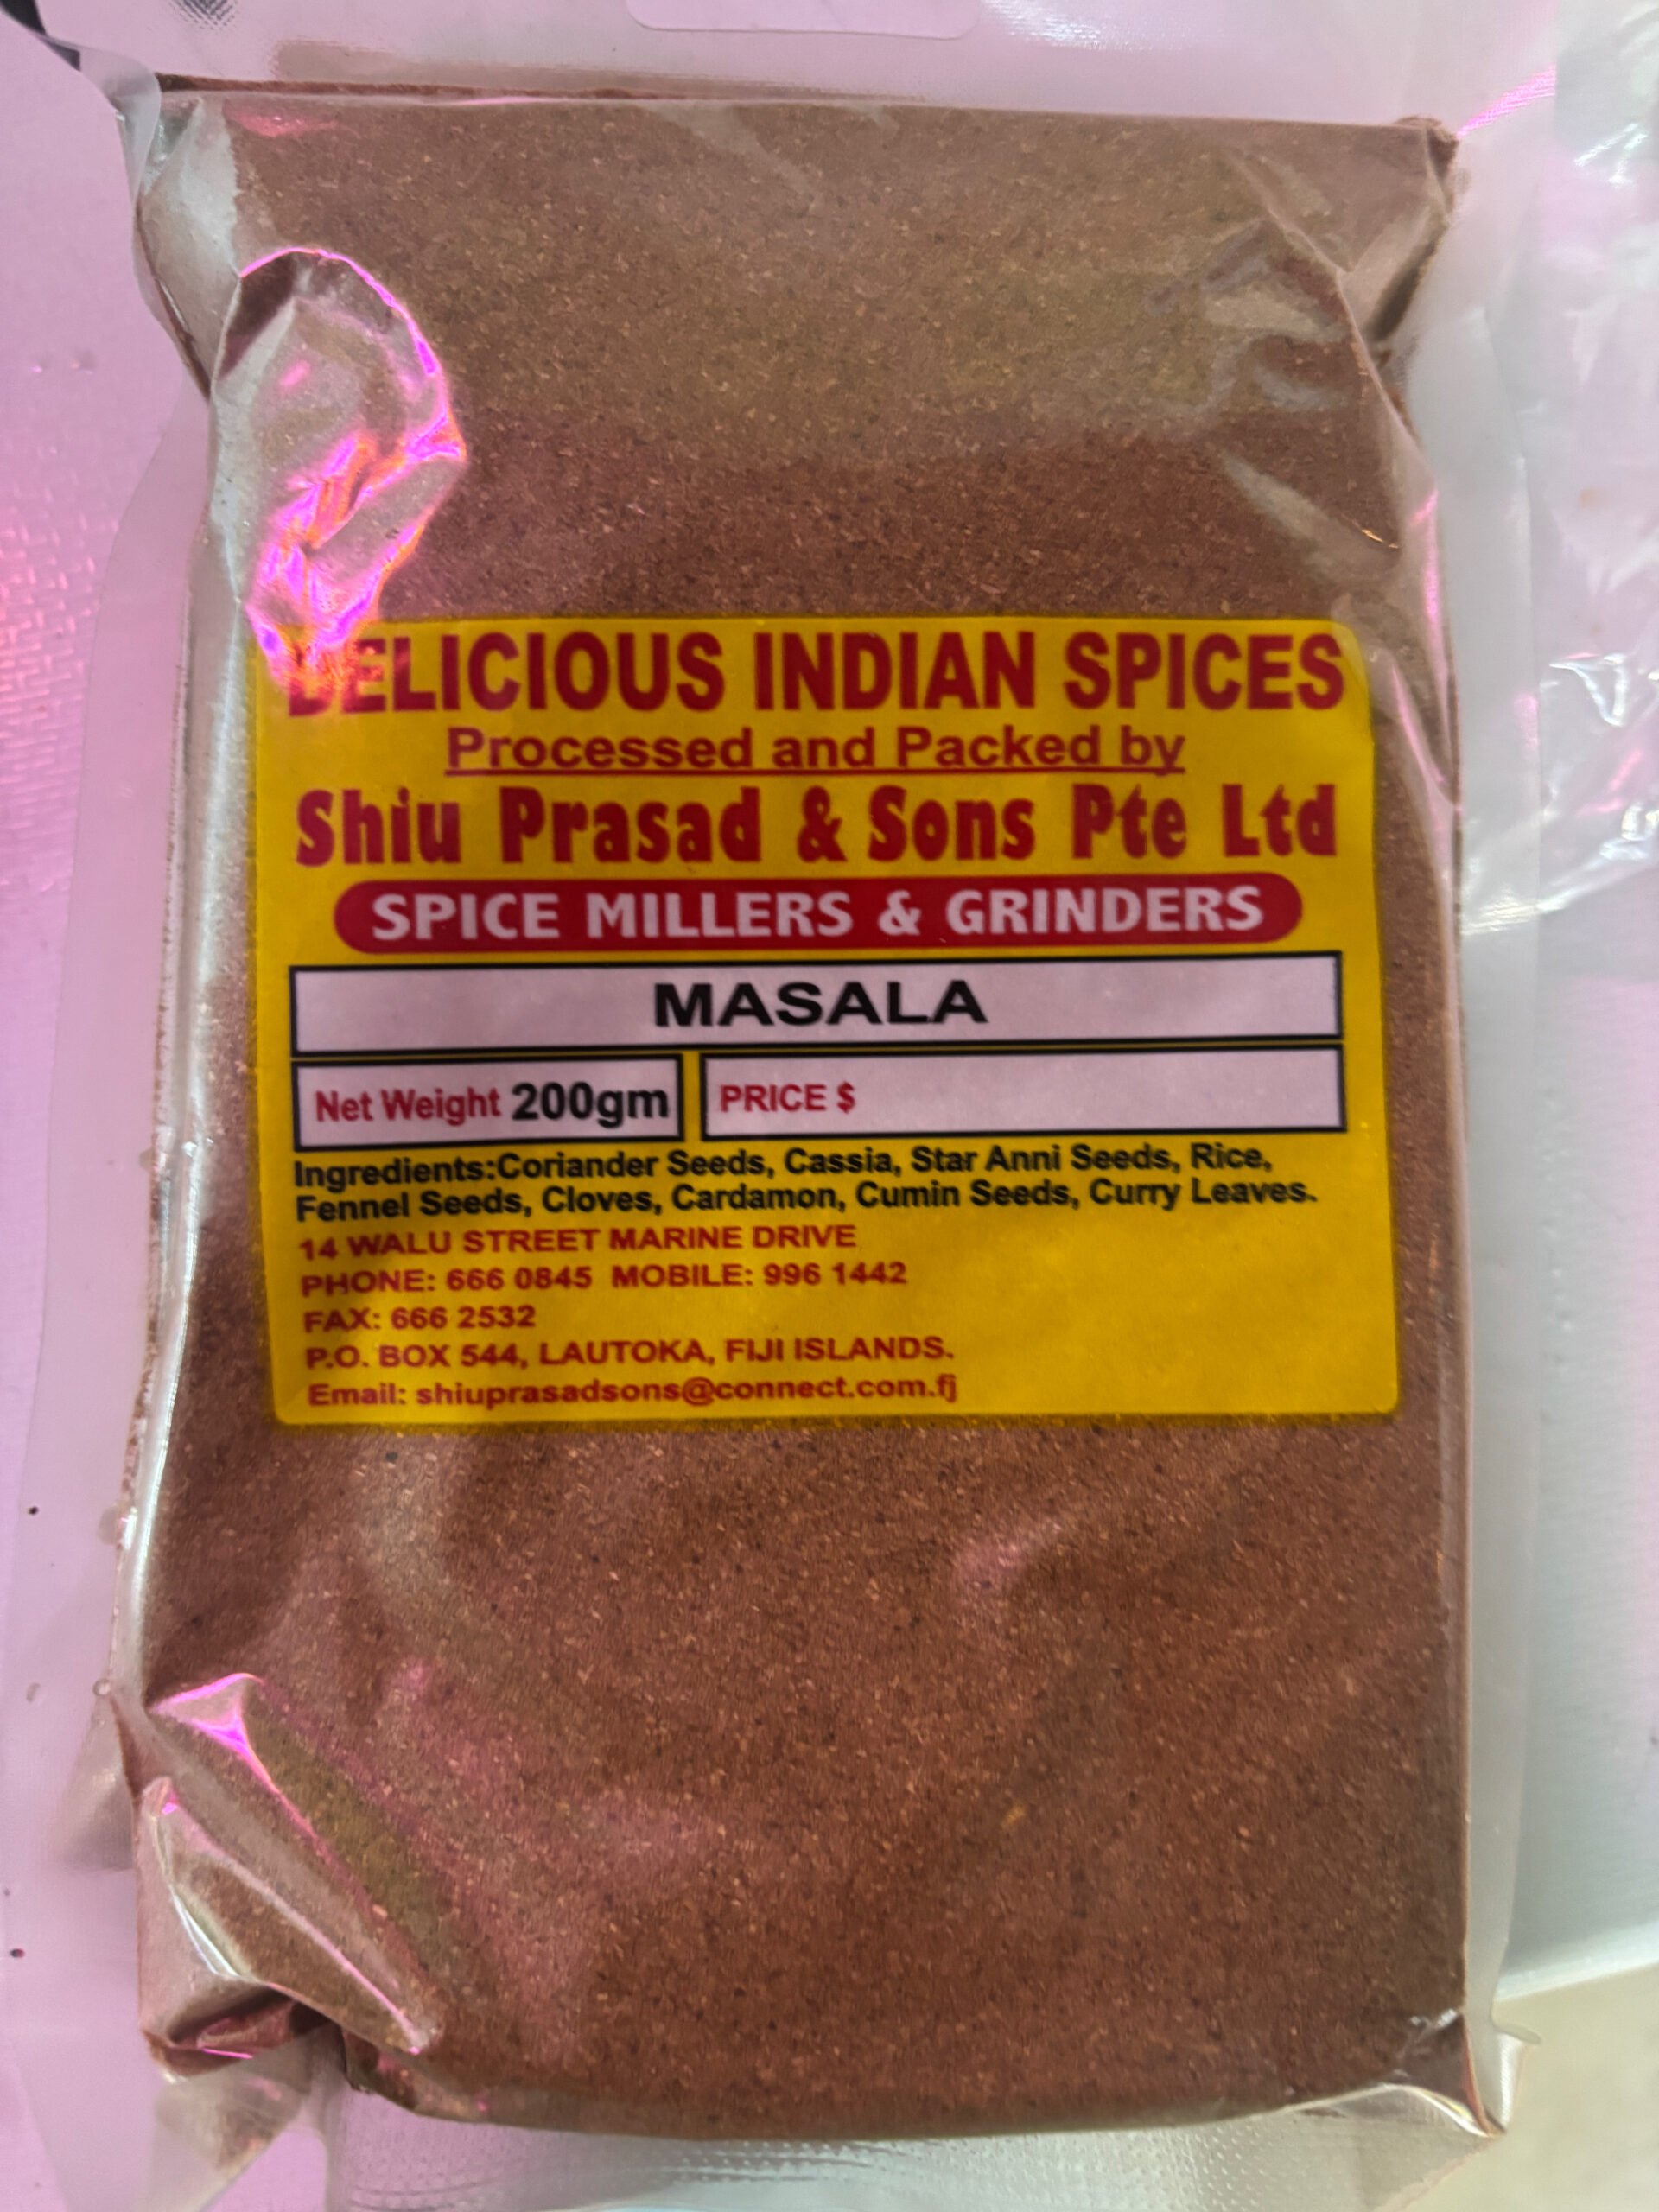 DELICIOUS INDIAN SPICES
Processed and Packed by
Shiu Prasad & Sons Pte Ltd
SPICE MILLERS & GRINDERS
MASALA
Net Weight 200gm PRICE $
Ingredients:Coriander Seeds, Cassia, Star Anni Seeds, Rice,
Fennel Seeds, Cloves, Cardamon, Cumin Seeds, Curry Leaves.
14 WALU STREET MARINE DRIVE
PHONE: 666 0845 MOBILE: 996 1442
FAX: 666 2532
P.O. BOX 544, LAUTOKA, FIJI ISLANDS.
Email: shiuprasadsons@connect.com.fj